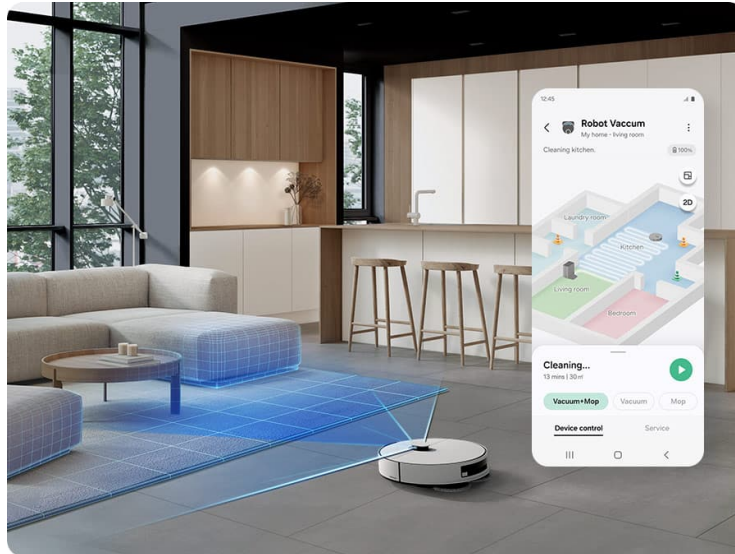 12:45
Robot Vaccum
My home • living room
Cleaning kitchen.
100%
2D
Laundry room
Kitchen
Living room
Bedroom
Cleaning...
13 mins | 30㎡
Vacuum+Mop
Vacuum
Mop
Device control
Service